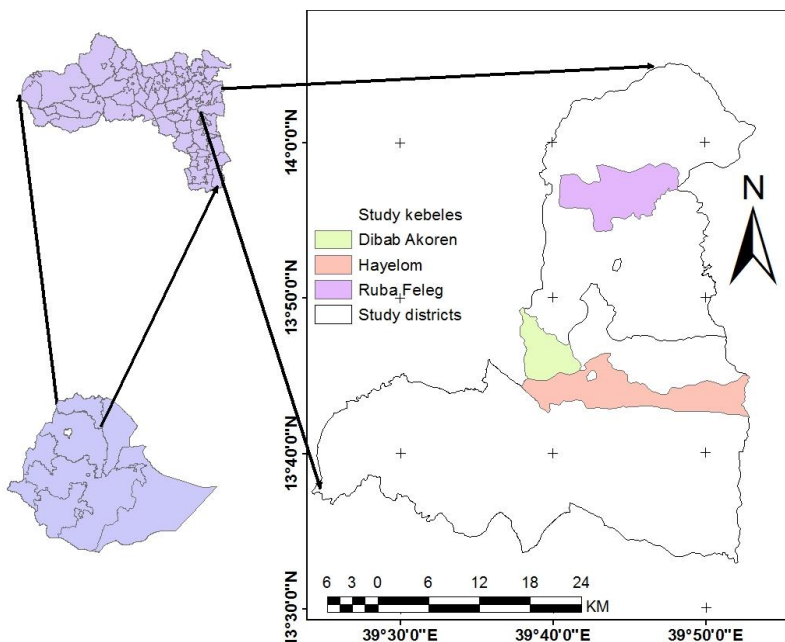 N
Study kebeles
Dibab Akoren
Hayelom
Ruba Feleg
Study districts
14°0'0"N
13°50'0"N
13°40'0"N
13°30'0"N
6 3 0 6 12 18 24
KM
39°30'0"E 39°40'0"E 39°50'0"E